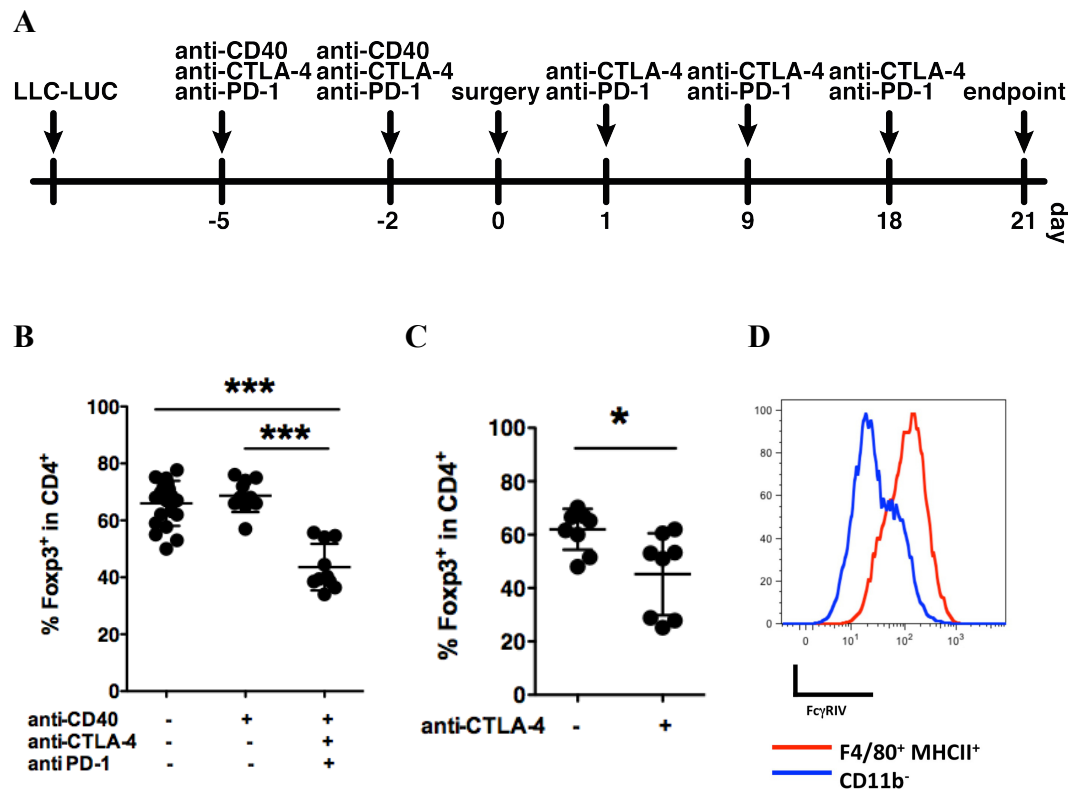 A
anti-CD40 anti-CD40
anti-CTLA-4 anti-CTLA-4 anti-CTLA-4 anti-CTLA-4 anti-CTLA-4
LLC-LUC anti-PD-1 anti-PD-1 surgery anti-PD-1 anti-PD-1 anti-PD-1 endpoint
-5 -2 0 1 9 18 21
day
B
***
***
100
80
60
40
20
0
% Foxp3⁺ in CD4⁺
anti-CD40 - + +
anti-CTLA-4 - - +
anti PD-1 - - +
C
*
100
80
60
40
20
0
% Foxp3⁺ in CD4⁺
anti-CTLA-4 - +
D
100
80
60
40
20
0
0 10¹ 10² 10³
FcγRIV
F4/80⁺ MHCII⁺
CD11b⁻